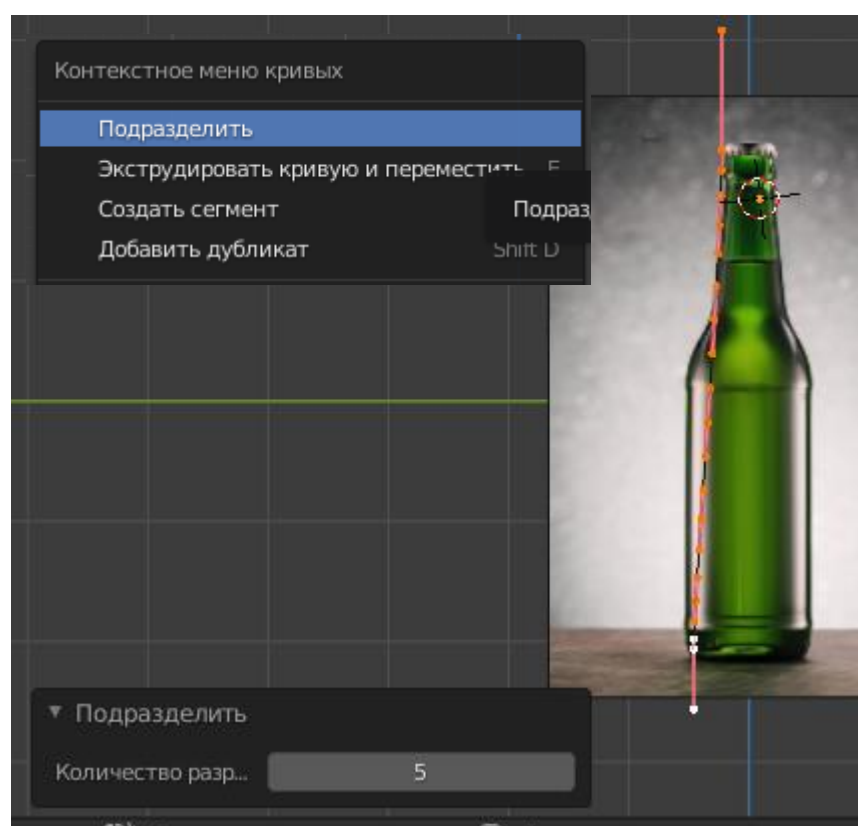 Контекстное меню кривых
Подразделить
Экструдировать кривую и переместить E
Создать сегмент Подраз
Добавить дубликат Shift D
▼ Подразделить
Количество разр... 5